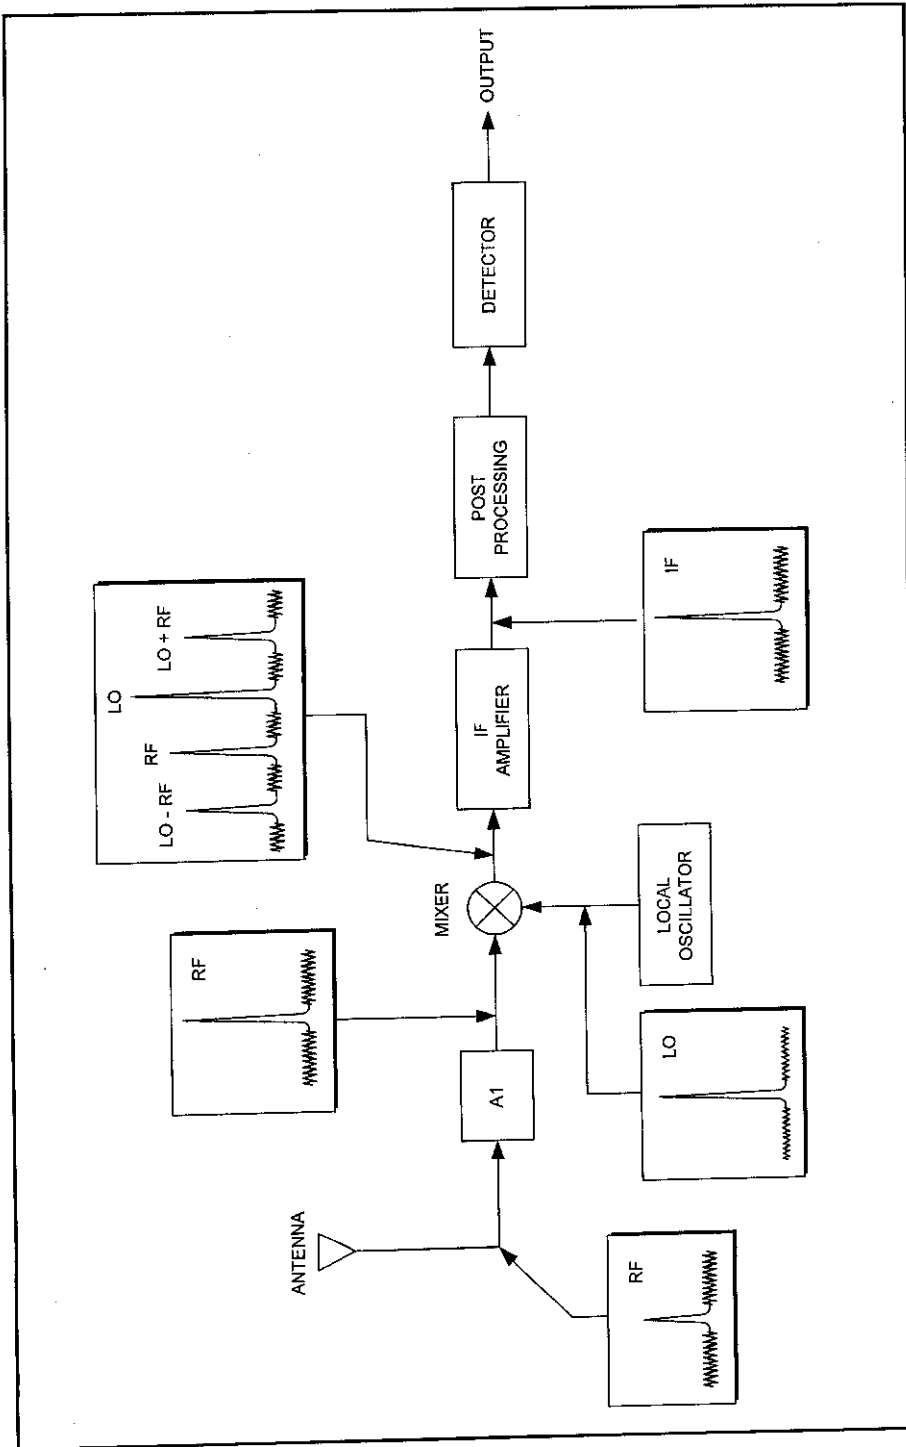 ANTENNA
RF
A1
RF
MIXER
LO
LOCAL
OSCILLATOR
LO - RF
RF
LO
LO + RF
IF
AMPLIFIER
IF
POST
PROCESSING
DETECTOR
OUTPUT